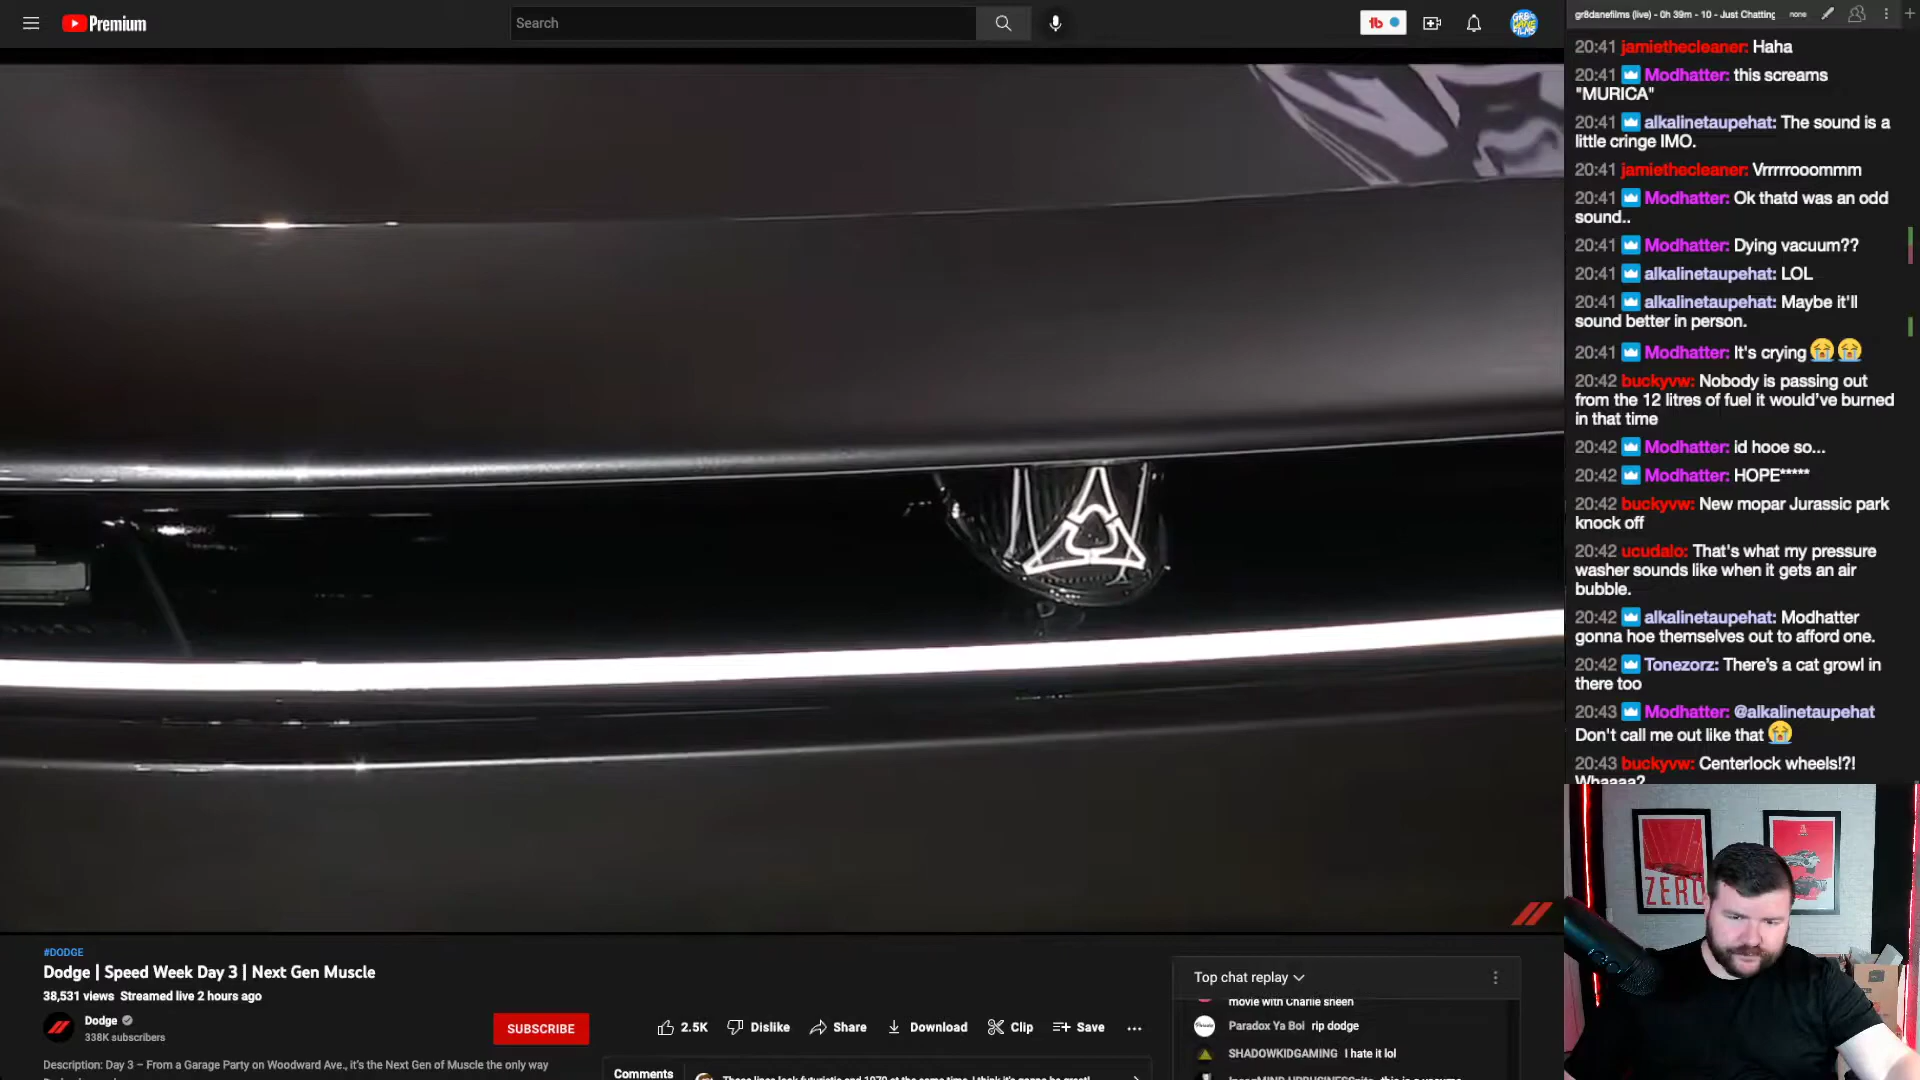 Premium
Search
tb
gr8danefilms (live) - 0h 39m - 10 - Just Chatting
none
20:41 jamiethecleaner: Haha
20:41 Modhatter: this screams
"MURICA"
20:41 alkalinetaupehat: The sound is a
little cringe IMO.
20:41 jamiethecleaner: Vrrrrrooommm
20:41 Modhatter: Ok thatd was an odd
sound..
20:41 Modhatter: Dying vacuum??
20:41 alkalinetaupehat: LOL
20:41 alkalinetaupehat: Maybe it'll
sound better in person.
20:41 Modhatter: It's crying 😭😭
20:42 buckyvw: Nobody is passing out
from the 12 litres of fuel it would've burned
in that time
20:42 Modhatter: id hooe so...
20:42 Modhatter: HOPE*****
20:42 buckyvw: New mopar Jurassic park
knock off
20:42 ucudalo: That's what my pressure
washer sounds like when it gets an air
bubble.
20:42 alkalinetaupehat: Modhatter
gonna hoe themselves out to afford one.
20:42 Tonezorz: There's a cat growl in
there too
20:43 Modhatter: @alkalinetaupehat
Don't call me out like that 😭
20:43 buckyvw: Centerlock wheels!?!
Whaaaa?
ZERO
#DODGE
Dodge | Speed Week Day 3 | Next Gen Muscle
38,531 views Streamed live 2 hours ago
Dodge
338K subscribers
SUBSCRIBE
2.5K
Dislike
Share
Download
Clip
Save
Description: Day 3 – From a Garage Party on Woodward Ave., it's the Next Gen of Muscle the only way
Comments
Top chat replay
movie with Charlie sheen
Paradox Ya Boi rip dodge
SHADOWKIDGAMING I hate it lol